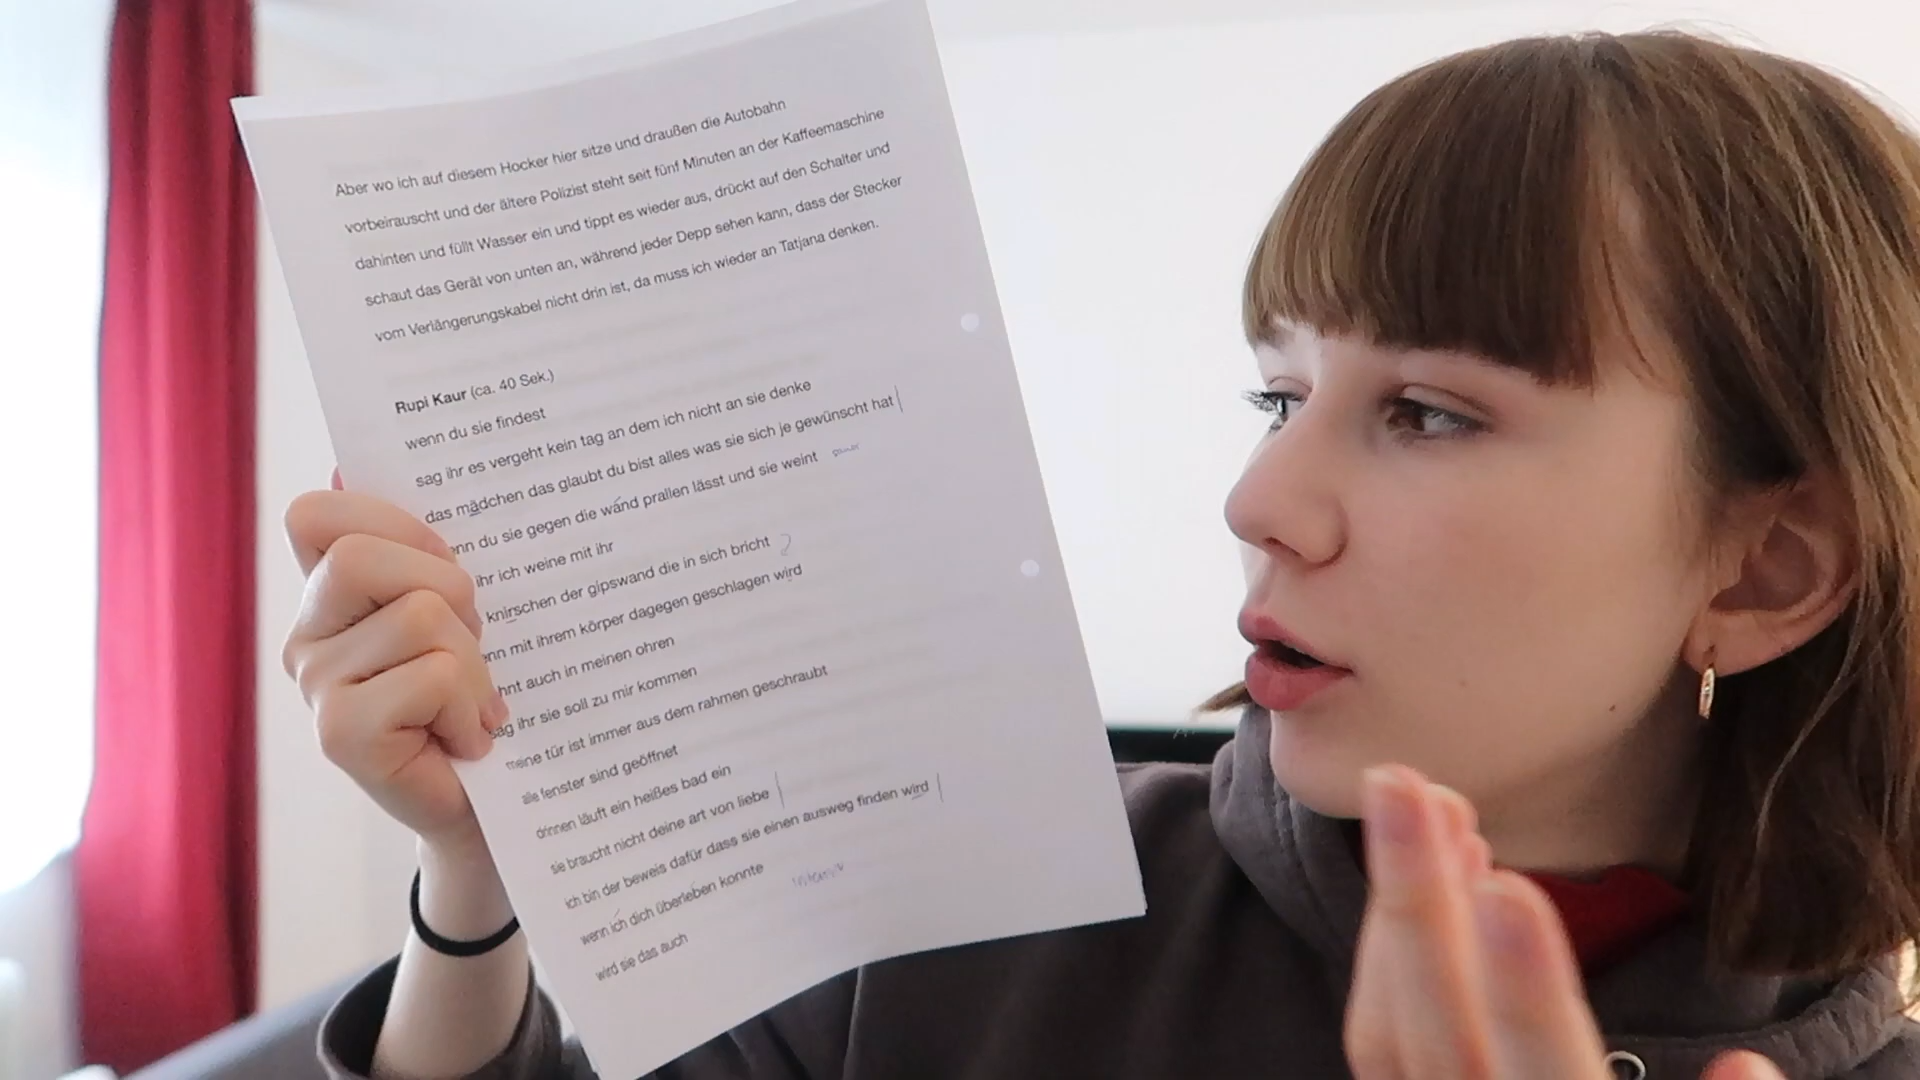 Aber wo ich auf diesem Hocker hier sitze und draußen die Autobahn
vorbeirauscht und der ältere Polizist steht seit fünf Minuten an der Kaffeemaschine
dahinten und füllt Wasser ein und tippt es wieder aus, drückt auf den Schalter und
schaut das Gerät von unten an, während jeder Depp sehen kann, dass der Stecker
vom Verlängerungskabel nicht drin ist, da muss ich wieder an Tatjana denken.
Rupi Kaur (ca. 40 Sek.)
wenn du sie findest
sag ihr es vergeht kein tag an dem ich nicht an sie denke
das mädchen das glaubt du bist alles was sie sich je gewünscht hat
nn du sie gegen die wand prallen lässt und sie weint
ihr ich weine mit ihr
knirschen der gipswand die in sich bricht
enn mit ihrem körper dagegen geschlagen wird
hnt auch in meinen ohren
sag ihr sie soll zu mir kommen
meine tür ist immer aus dem rahmen geschraubt
alle fenster sind geöffnet
drinnen läuft ein heißes bad ein
sie braucht nicht deine art von liebe
ich bin der beweis dafür dass sie einen ausweg finden wird
wenn ich dich überleben konnte
wird sie das auch